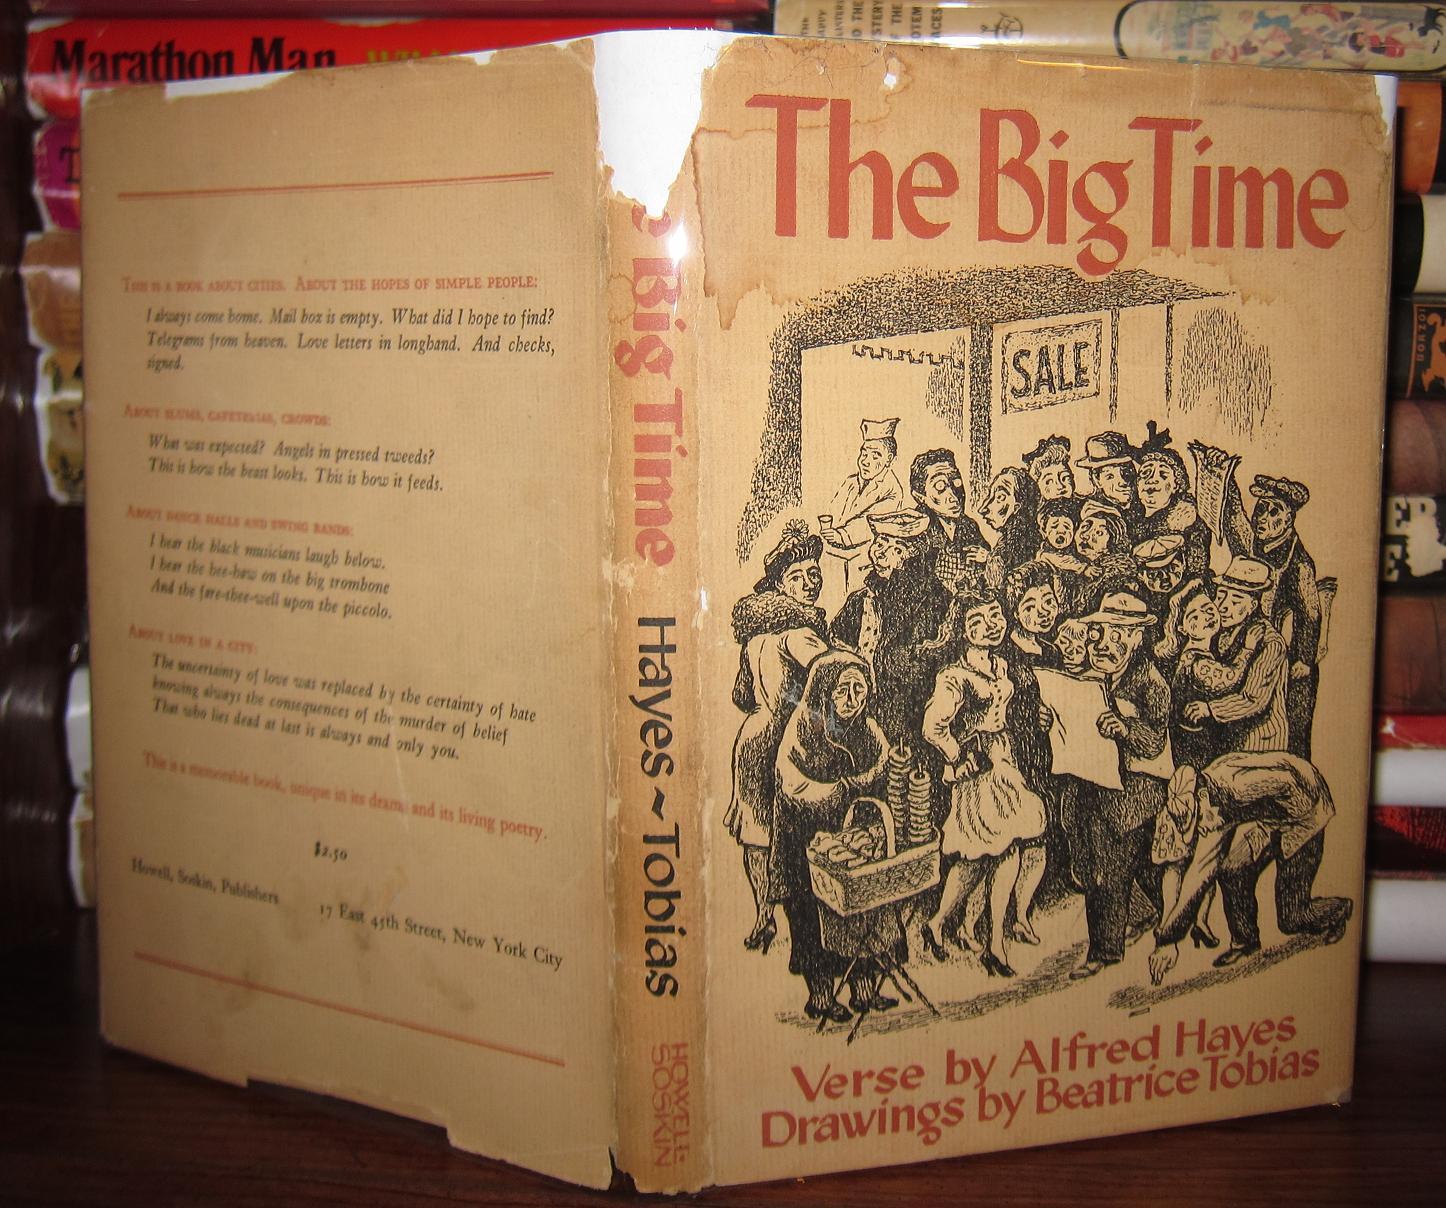 Marathon Man
The Big Time
SALE
Verse by Alfred Hayes
Drawings by Beatrice Tobias
Big Time Hayes ~ Tobias
HOWELL·
SOSKIN
THIS IS A BOOK ABOUT CITIES. ABOUT THE HOPES OF SIMPLE PEOPLE:
I always come home. Mail box is empty. What did I hope to find?
Telegrams from heaven. Love letters in longhand. And checks,
signed.
ABOUT SLUMS, CAFETERIAS, CROWDS:
What was expected? Angels in pressed tweeds?
This is how the beast looks. This is how it feeds.
ABOUT DANCE HALLS AND SWING BANDS:
I hear the black musicians laugh below.
I hear the hee-haw on the big trombone
And the fare-thee-well upon the piccolo.
ABOUT LOVE IN A CITY:
The uncertainty of love was replaced by the certainty of hate
knowing always the consequences of the murder of belief
That who lies dead at last is always and only you.
This is a memorable book, unique in its drama and its living poetry.
$2.50
Howell, Soskin, Publishers 17 East 45th Street, New York City
BORZOI